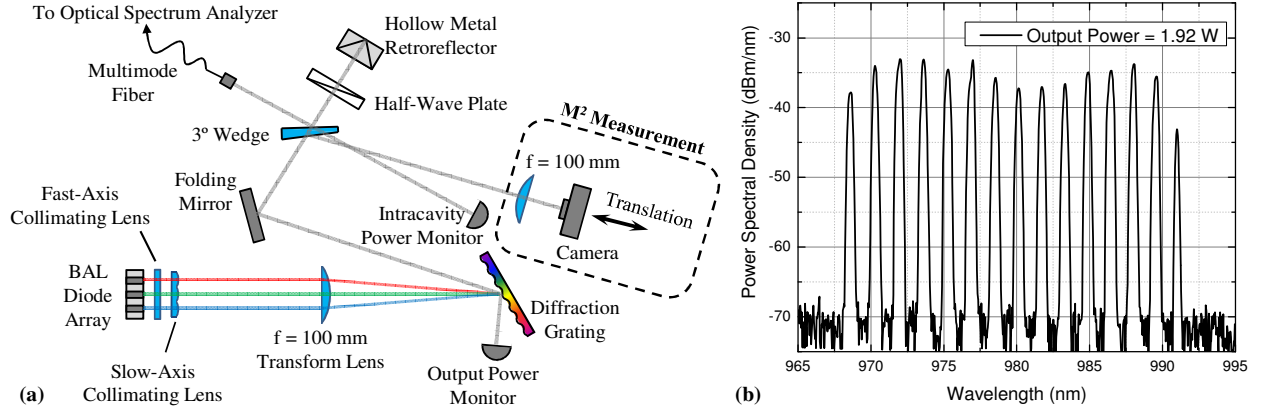 To Optical Spectrum Analyzer
Hollow Metal
Retroreflector
Multimode
Fiber
Half-Wave Plate
3º Wedge
M² Measurement
f = 100 mm
Folding
Mirror
Fast-Axis
Collimating Lens
Intracavity
Power Monitor
Translation
Camera
BAL
Diode
Array
Diffraction
Grating
f = 100 mm
Transform Lens
Slow-Axis
Collimating Lens
Output Power
Monitor
(a)
Output Power = 1.92 W
Power Spectral Density (dBm/nm)
-30
-40
-50
-60
-70
965 970 975 980 985 990 995
Wavelength (nm)
(b)